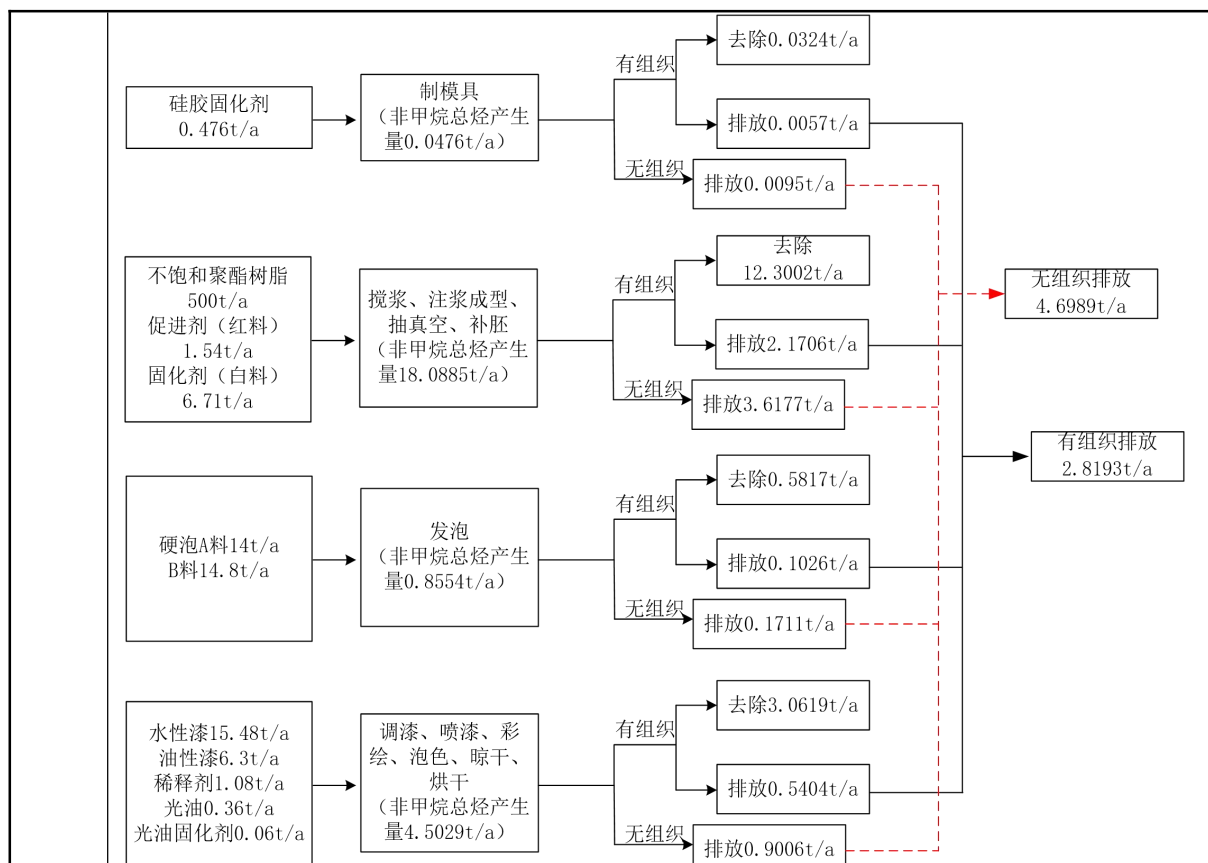 硅胶固化剂
0.476t/a
制模具
（非甲烷总烃产生
量0.0476t/a）
有组织
去除0.0324t/a
排放0.0057t/a
无组织
排放0.0095t/a
不饱和聚酯树脂
500t/a
促进剂（红料）
1.54t/a
固化剂（白料）
6.71t/a
搅浆、注浆成型、
抽真空、补胚
（非甲烷总烃产生
量18.0885t/a）
有组织
去除
12.3002t/a
排放2.1706t/a
无组织
排放3.6177t/a
无组织排放
4.6989t/a
有组织排放
2.8193t/a
硬泡A料14t/a
B料14.8t/a
发泡
（非甲烷总烃产生
量0.8554t/a）
有组织
去除0.5817t/a
排放0.1026t/a
无组织
排放0.1711t/a
水性漆15.48t/a
油性漆6.3t/a
稀释剂1.08t/a
光油0.36t/a
光油固化剂0.06t/a
调漆、喷漆、彩
绘、泡色、晾干、
烘干
（非甲烷总烃产生
量4.5029t/a）
有组织
去除3.0619t/a
排放0.5404t/a
无组织
排放0.9006t/a